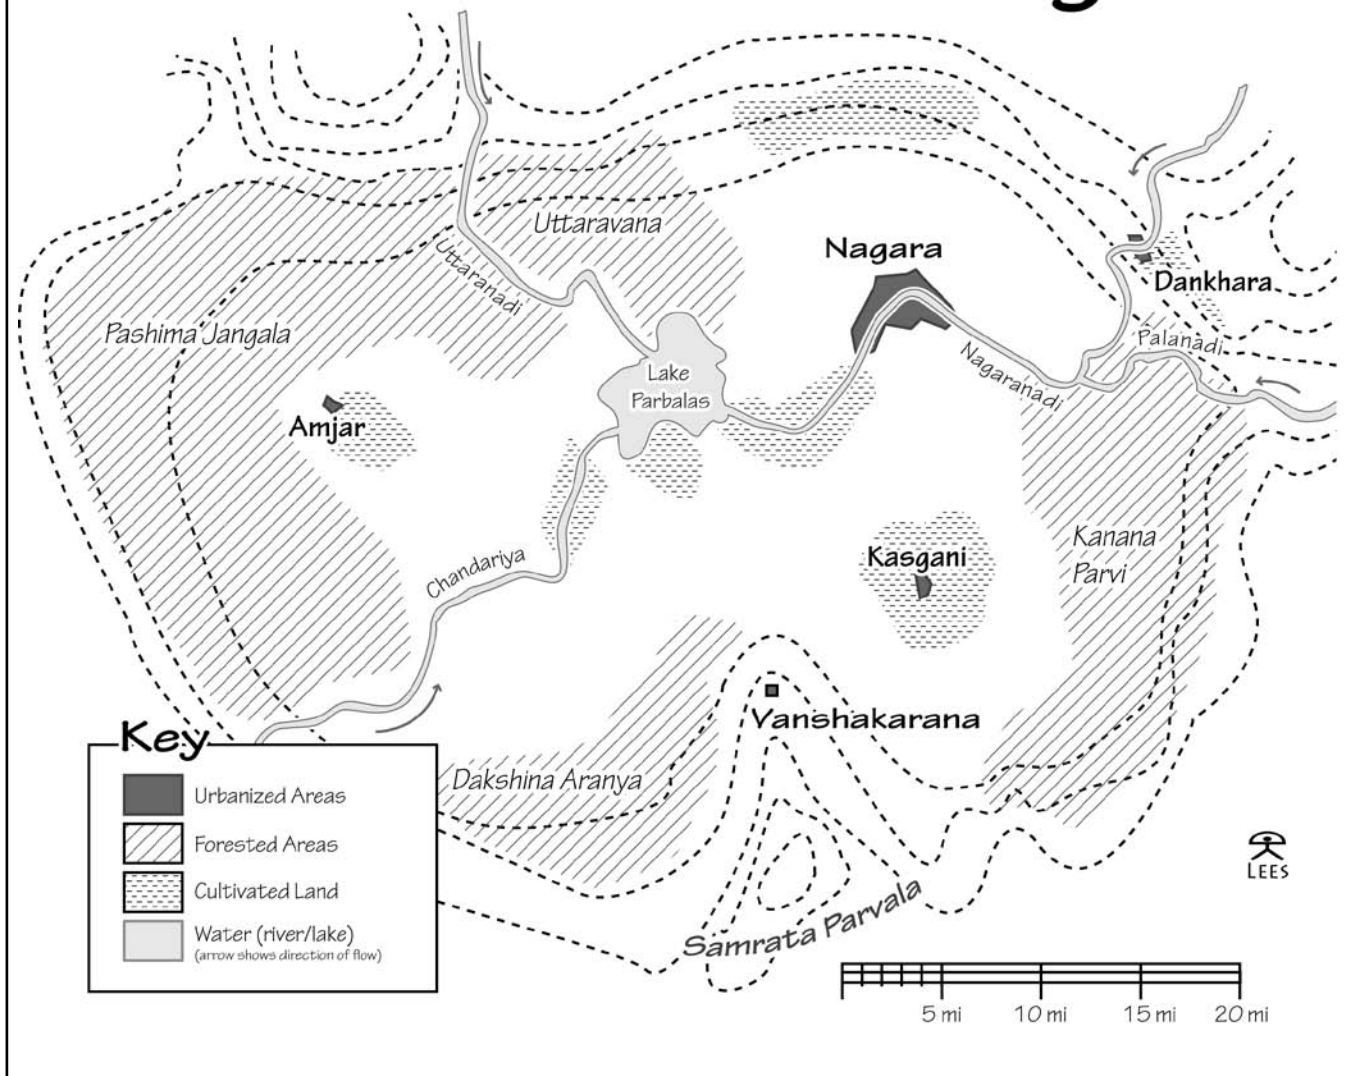 Uttaravana
Uttaranadi
Nagara
Dankhara
Pashima Jangala
Palanadi
Nagaranadi
Lake
Parbalas
Amjar
Kanana
Parvi
Kasgani
Chandariya
Vanshakarana
Dakshina Aranya
Samrata Parvala
Key
Urbanized Areas
Forested Areas
Cultivated Land
Water (river/lake)
(arrow shows direction of flow)
LEES
5 mi 10 mi 15 mi 20 mi